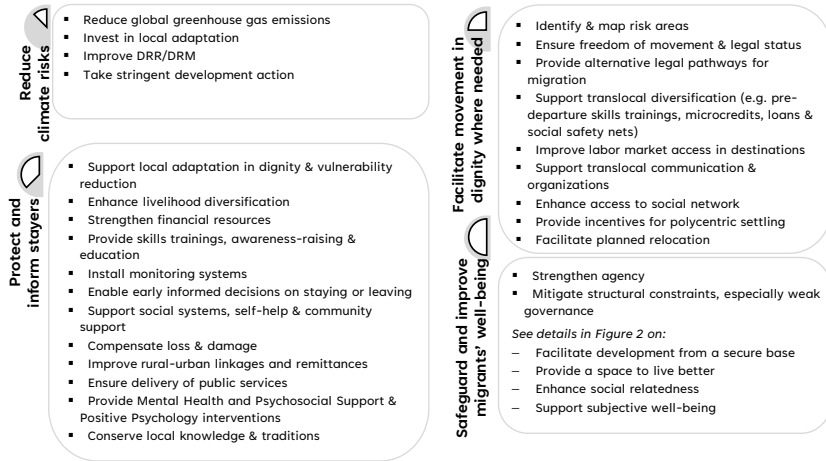 Reduce
climate risks
▪ Reduce global greenhouse gas emissions
▪ Invest in local adaptation
▪ Improve DRR/DRM
▪ Take stringent development action
Protect and
inform stayers
▪ Support local adaptation in dignity & vulnerability
reduction
▪ Enhance livelihood diversification
▪ Strengthen financial resources
▪ Provide skills trainings, awareness-raising &
education
▪ Install monitoring systems
▪ Enable early informed decisions on staying or leaving
▪ Support social systems, self-help & community
support
▪ Compensate loss & damage
▪ Improve rural-urban linkages and remittances
▪ Ensure delivery of public services
▪ Provide Mental Health and Psychosocial Support &
Positive Psychology interventions
▪ Conserve local knowledge & traditions
Facilitate movement in
dignity where needed
▪ Identify & map risk areas
▪ Ensure freedom of movement & legal status
▪ Provide alternative legal pathways for
migration
▪ Support translocal diversification (e.g. pre-
departure skills trainings, microcredits, loans &
social safety nets)
▪ Improve labor market access in destinations
▪ Support translocal communication &
organizations
▪ Enhance access to social network
▪ Provide incentives for polycentric settling
▪ Facilitate planned relocation
Safeguard and improve
migrants' well-being
▪ Strengthen agency
▪ Mitigate structural constraints, especially weak
governance
See details in Figure 2 on:
– Facilitate development from a secure base
– Provide a space to live better
– Enhance social relatedness
– Support subjective well-being